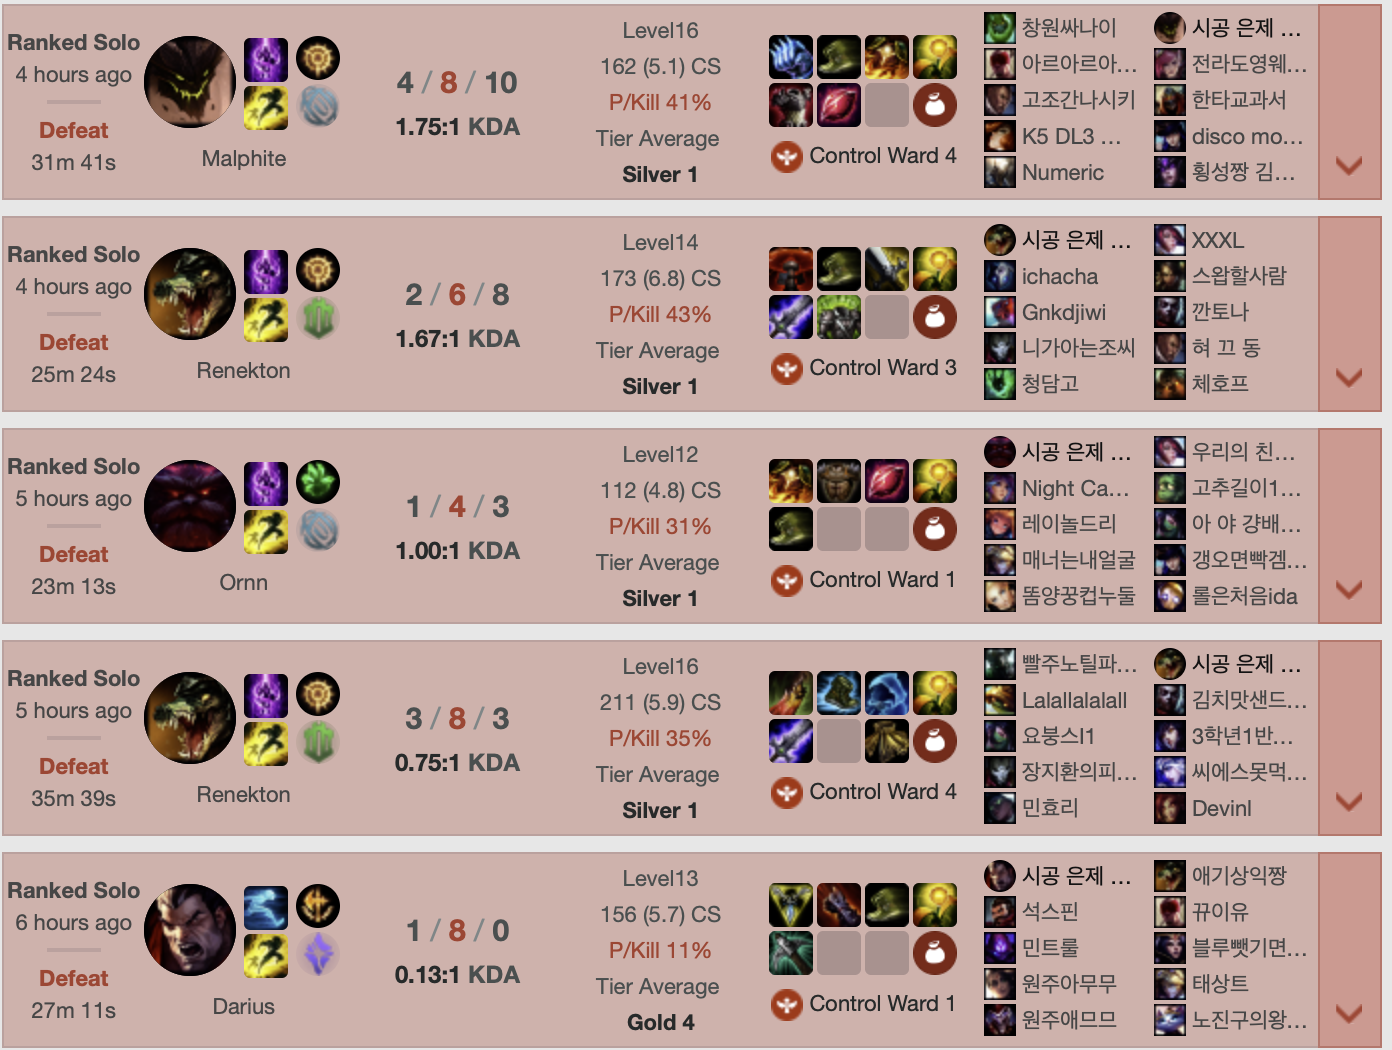 Ranked Solo
4 hours ago
Defeat
31m 41s
Malphite
4 / 8 / 10
1.75:1 KDA
Level16
162 (5.1) CS
P/Kill 41%
Tier Average
Silver 1
Control Ward 4
창원싸나이
아르아르아...
고조간나시키
K5 DL3 ...
Numeric
시공 은제 ...
전라도영웨...
한타교과서
disco mo...
횡성짱 김...
Ranked Solo
4 hours ago
Defeat
25m 24s
Renekton
2 / 6 / 8
1.67:1 KDA
Level14
173 (6.8) CS
P/Kill 43%
Tier Average
Silver 1
Control Ward 3
시공 은제 ...
ichacha
Gnkdjiwi
니가아는조씨
청담고
XXXL
스왑할사람
깐토나
혀 끄 동
체호프
Ranked Solo
5 hours ago
Defeat
23m 13s
Ornn
1 / 4 / 3
1.00:1 KDA
Level12
112 (4.8) CS
P/Kill 31%
Tier Average
Silver 1
Control Ward 1
시공 은제 ...
Night Ca...
레이놀드리
매너는내얼굴
똠양꿍컵누둘
우리의 친...
고추길이1...
아 야 걍배...
갱오면빡겜...
롤은처음ida
Ranked Solo
5 hours ago
Defeat
35m 39s
Renekton
3 / 8 / 3
0.75:1 KDA
Level16
211 (5.9) CS
P/Kill 35%
Tier Average
Silver 1
Control Ward 4
빨주노틸파...
Lalallalalall
요붕스l1
장지환의피...
민효리
시공 은제 ...
김치맛샌드...
3학년1반...
씨에스못먹...
Devinl
Ranked Solo
6 hours ago
Defeat
27m 11s
Darius
1 / 8 / 0
0.13:1 KDA
Level13
156 (5.7) CS
P/Kill 11%
Tier Average
Gold 4
Control Ward 1
시공 은제 ...
석스핀
민트룰
원주아무무
원주애므므
애기상익짱
뀨이유
블루뺏기면...
태상트
노진구의왕...